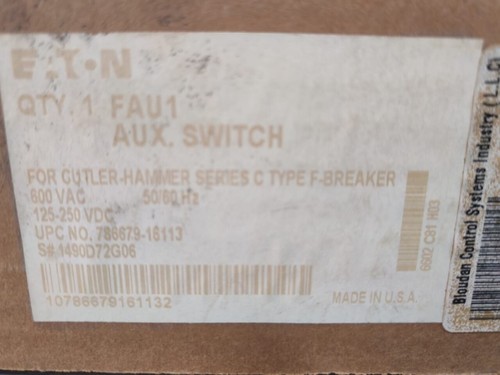 E·T·N
QTY. 1 FAU1
AUX. SWITCH
FOR CUTLER-HAMMER SERIES C TYPE F-BREAKER
600 VAC 50/60 Hz
125-250 VDC
UPC NO. 786679-16113
S# 1490D72G06
10786679161132
MADE IN U.S.A.
6602 C81 H03
Bloudan Control Systems Industry (L.L.C)